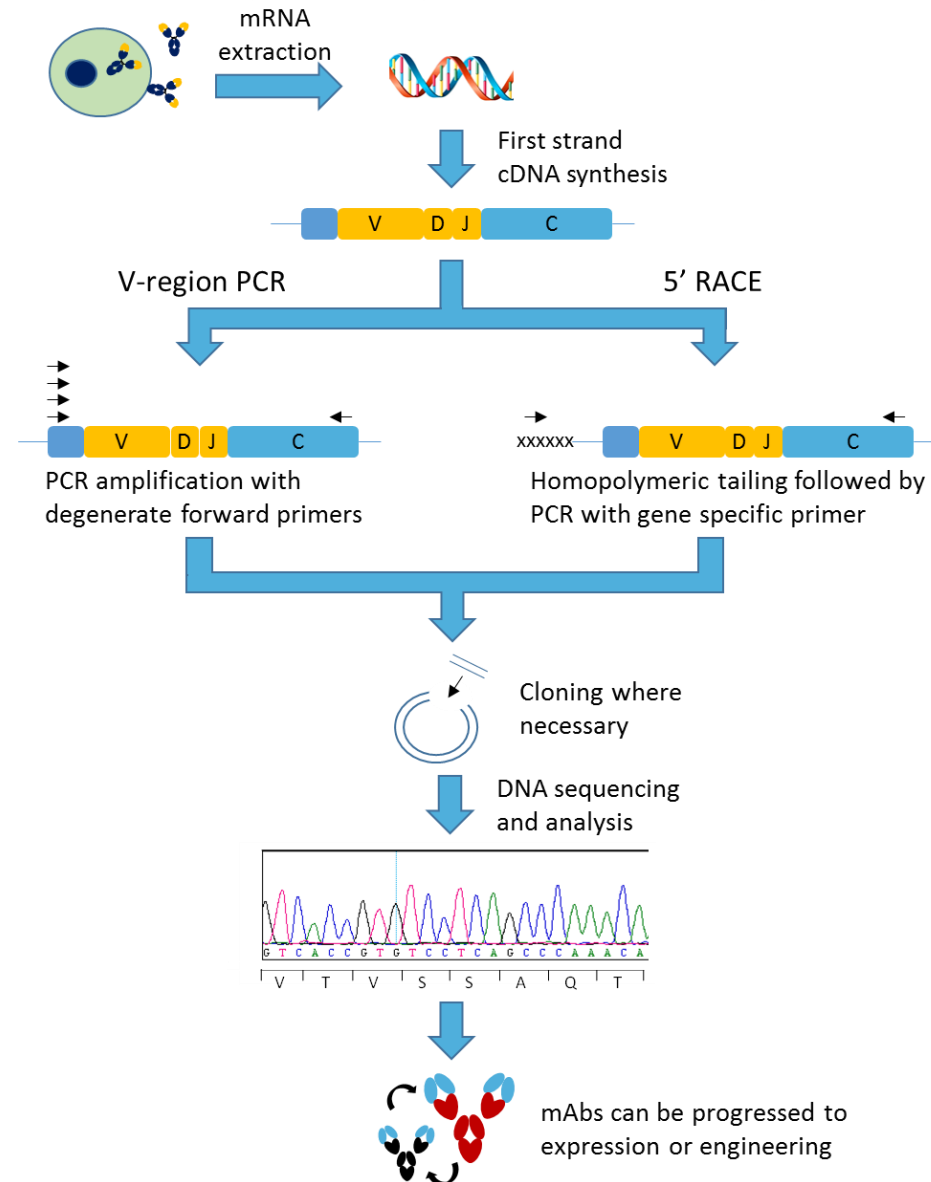 mRNA
extraction
First strand
cDNA synthesis
V D J C
V-region PCR
5’ RACE
V D J C
xxxxxx
V D J C
PCR amplification with
degenerate forward primers
Homopolymeric tailing followed by
PCR with gene specific primer
Cloning where
necessary
DNA sequencing
and analysis
G T C A C C G T G T C C T C A G C C C A A A C A
V T V S S A Q T
mAbs can be progressed to
expression or engineering